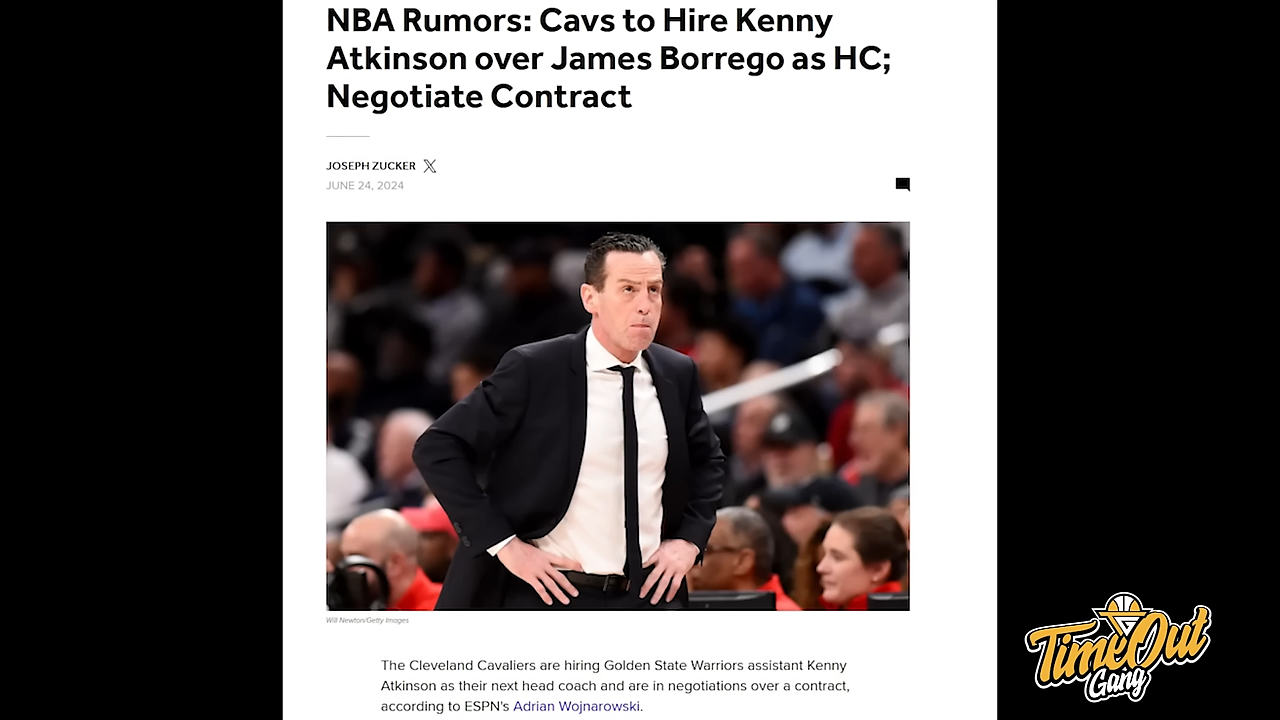 NBA Rumors: Cavs to Hire Kenny
Atkinson over James Borrego as HC;
Negotiate Contract
JOSEPH ZUCKER
JUNE 24, 2024
Will Newton/Getty Images
The Cleveland Cavaliers are hiring Golden State Warriors assistant Kenny
Atkinson as their next head coach and are in negotiations over a contract,
according to ESPN's Adrian Wojnarowski.
TimeOut
Gang